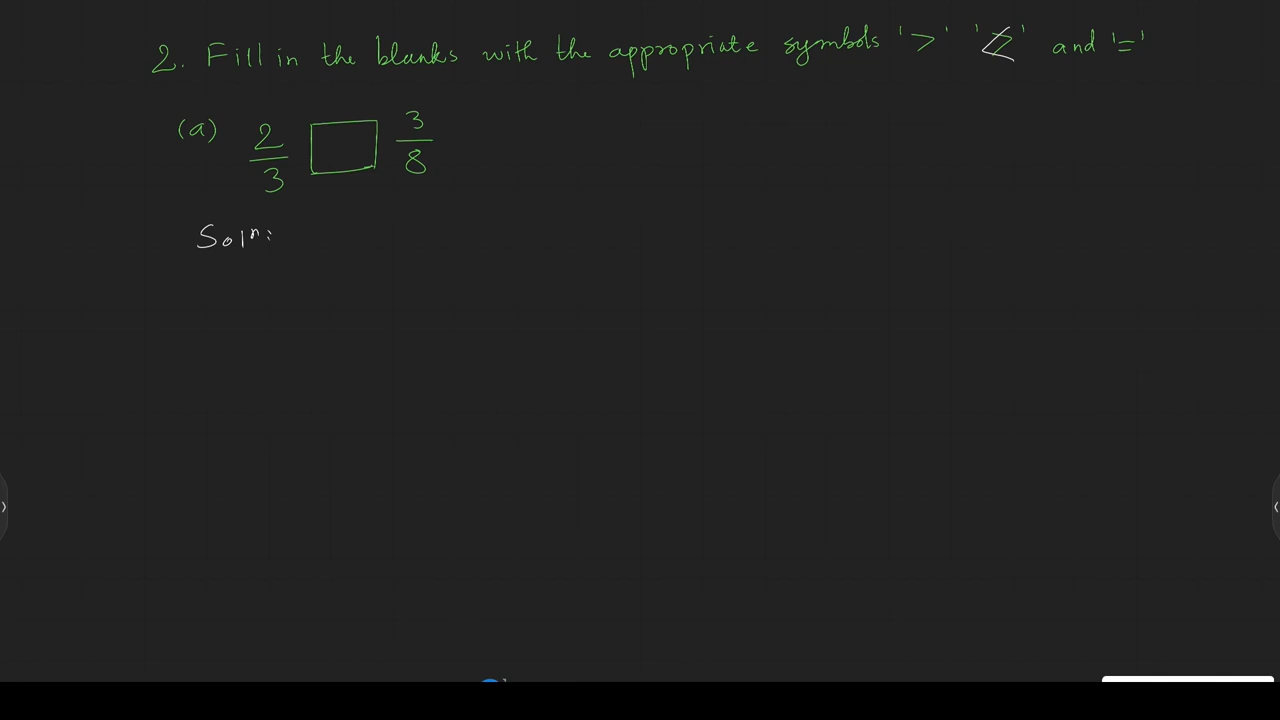 2. Fill in the blanks with the appropriate symbols '>' '<' and '='
(a) 2/3 □ 3/8
Solⁿ: